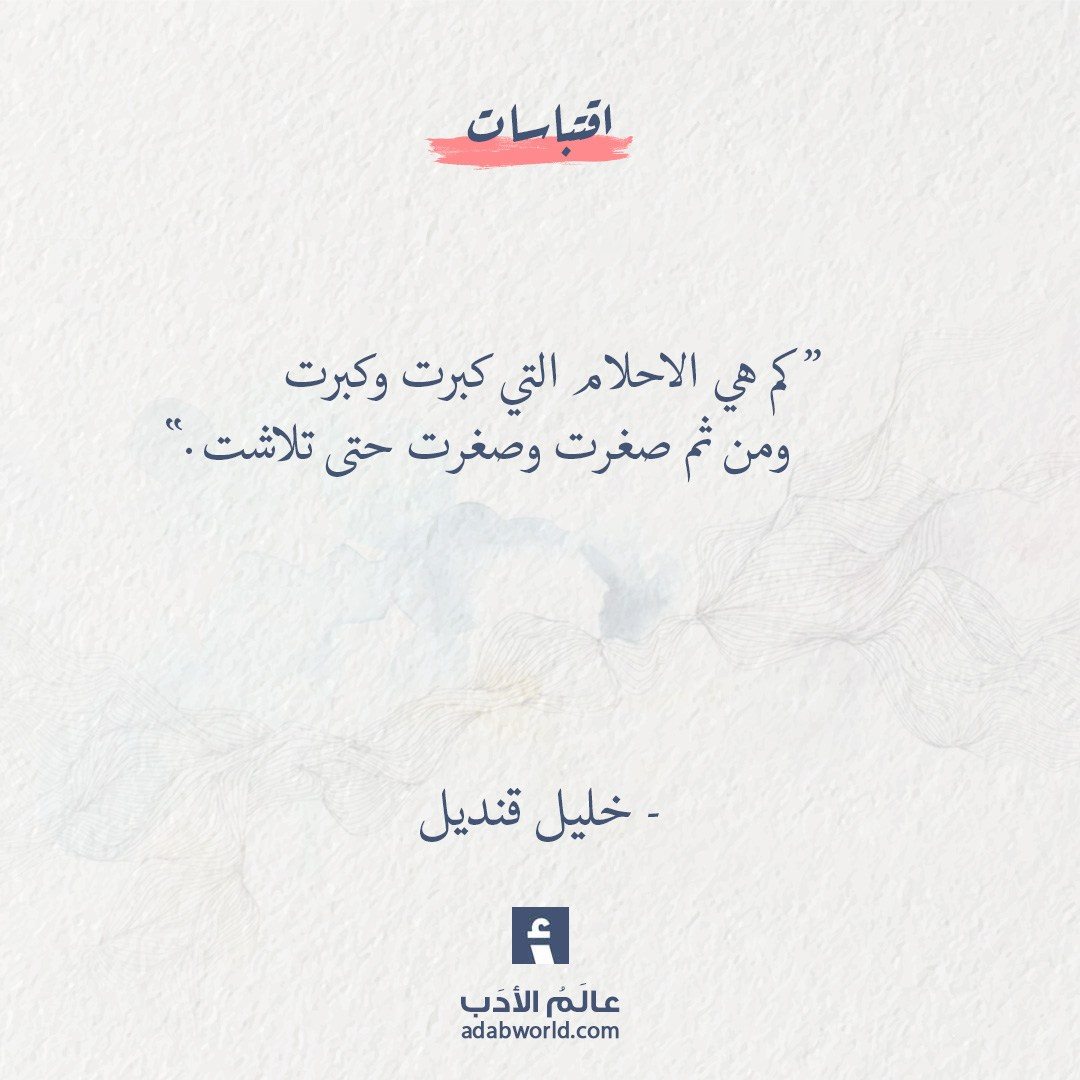 اقتباسات
”كم هي الاحلام التي كبرت وكبرت
ومن ثم صغرت وصغرت حتى تلاشت.“
- خليل قنديل
أ
عالَمُ الأدَب
adabworld.com